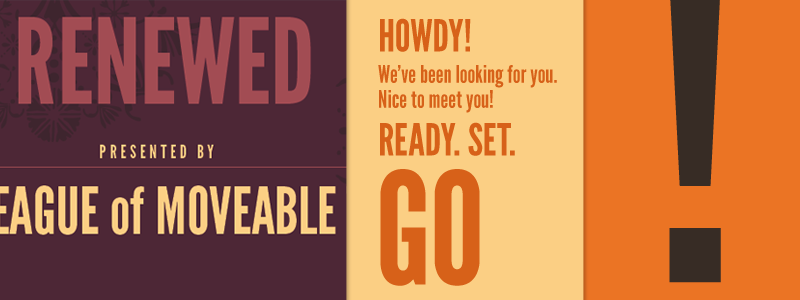 RENEWED
PRESENTED BY
EAGUE of MOVEABLE
HOWDY!
We've been looking for you.
Nice to meet you!
READY. SET.
GO
!